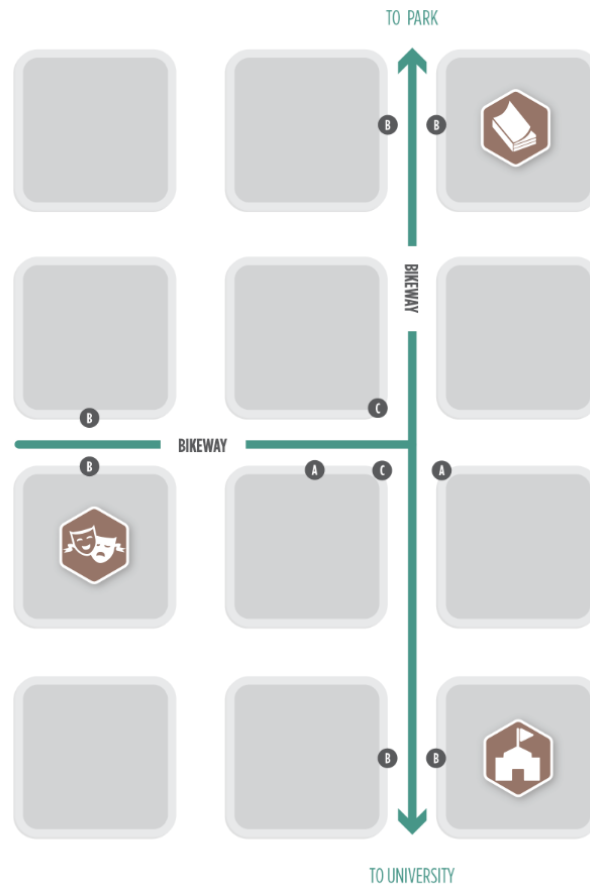 TO PARK
B B
BIKEWAY
B
C
BIKEWAY
B
A C A
B B
TO UNIVERSITY